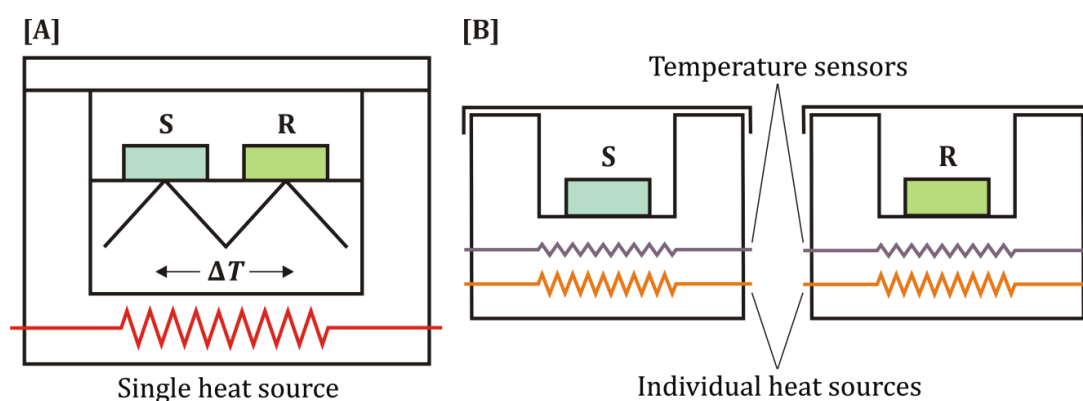 [A]
S
R
ΔT
Single heat source
[B]
Temperature sensors
S
R
Individual heat sources